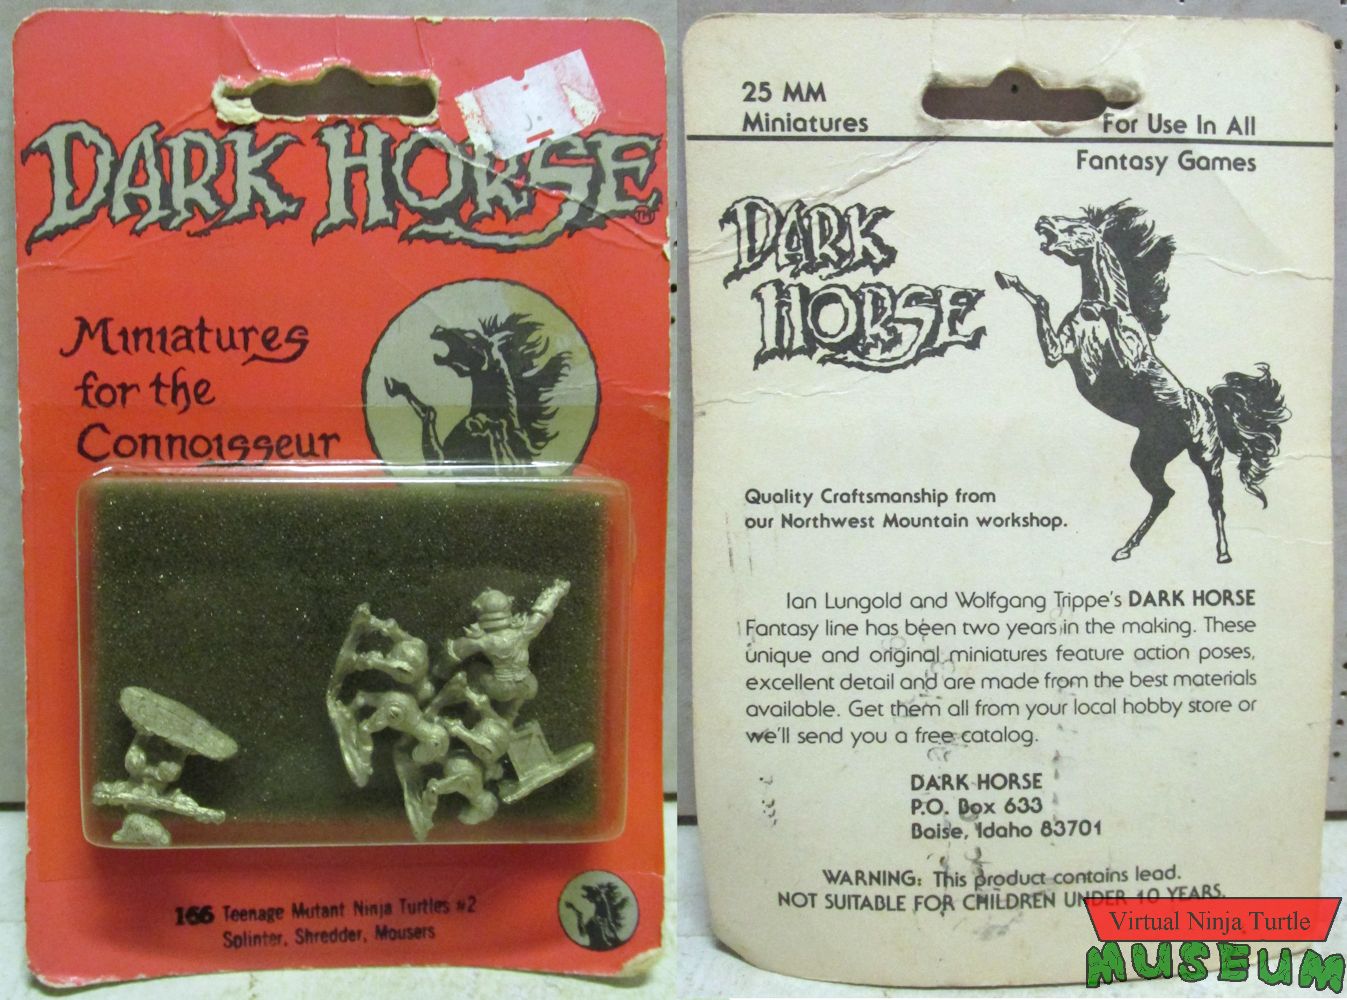 DARK HORSE TM
Miniatures
for the
Connoisseur
166 Teenage Mutant Ninja Turtles #2
Splinter, Shredder, Mousers
25 MM
Miniatures
For Use In All
Fantasy Games
DARK
HORSE
Quality Craftsmanship from
our Northwest Mountain workshop.
Ian Lungold and Wolfgang Trippe's DARK HORSE
Fantasy line has been two years in the making. These
unique and original miniatures feature action poses,
excellent detail and are made from the best materials
available. Get them all from your local hobby store or
we'll send you a free catalog.
DARK HORSE
P.O. Box 633
Boise, Idaho 83701
WARNING: This product contains lead.
NOT SUITABLE FOR CHILDREN UNDER 10 YEARS.
Virtual Ninja Turtle
MUSEUM